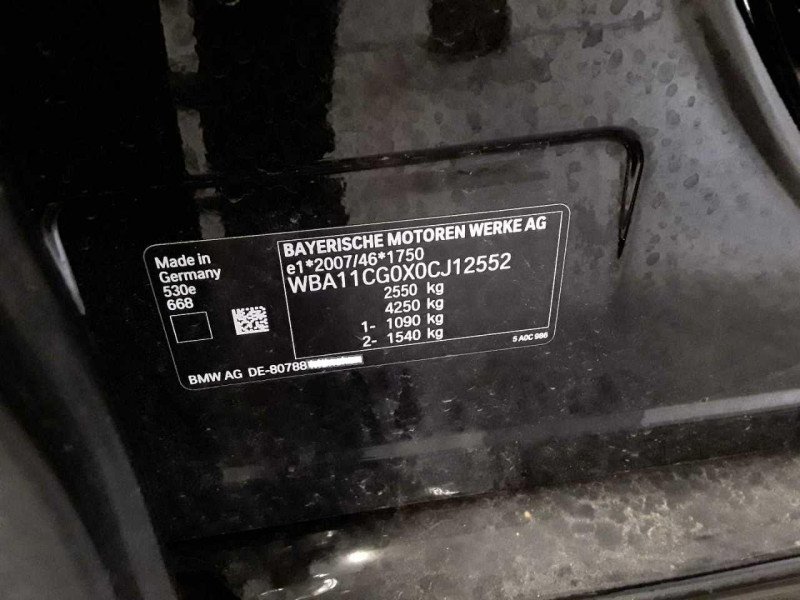 Made in
Germany
530e
668
BAYERISCHE MOTOREN WERKE AG
e1*2007/46*1750
WBA11CG0X0CJ12552
2550 kg
4250 kg
1- 1090 kg
2- 1540 kg
5 A0C 986
BMW AG DE-80788